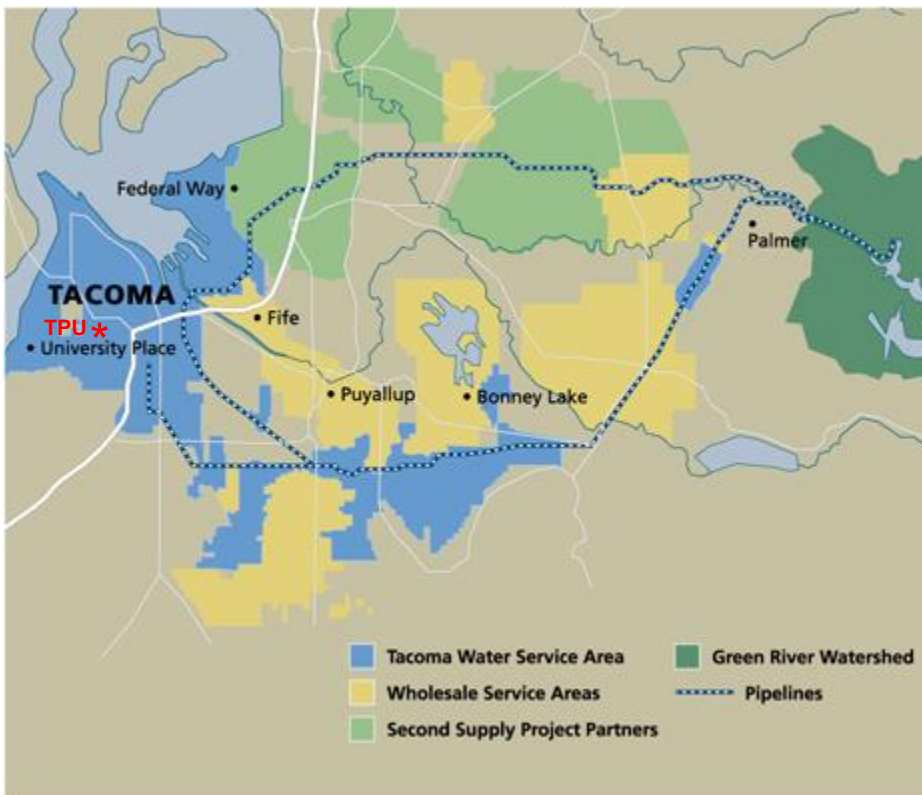 Federal Way
Palmer
TACOMA
TPU *
Fife
University Place
Puyallup
Bonney Lake
Tacoma Water Service Area
Green River Watershed
Wholesale Service Areas
Pipelines
Second Supply Project Partners